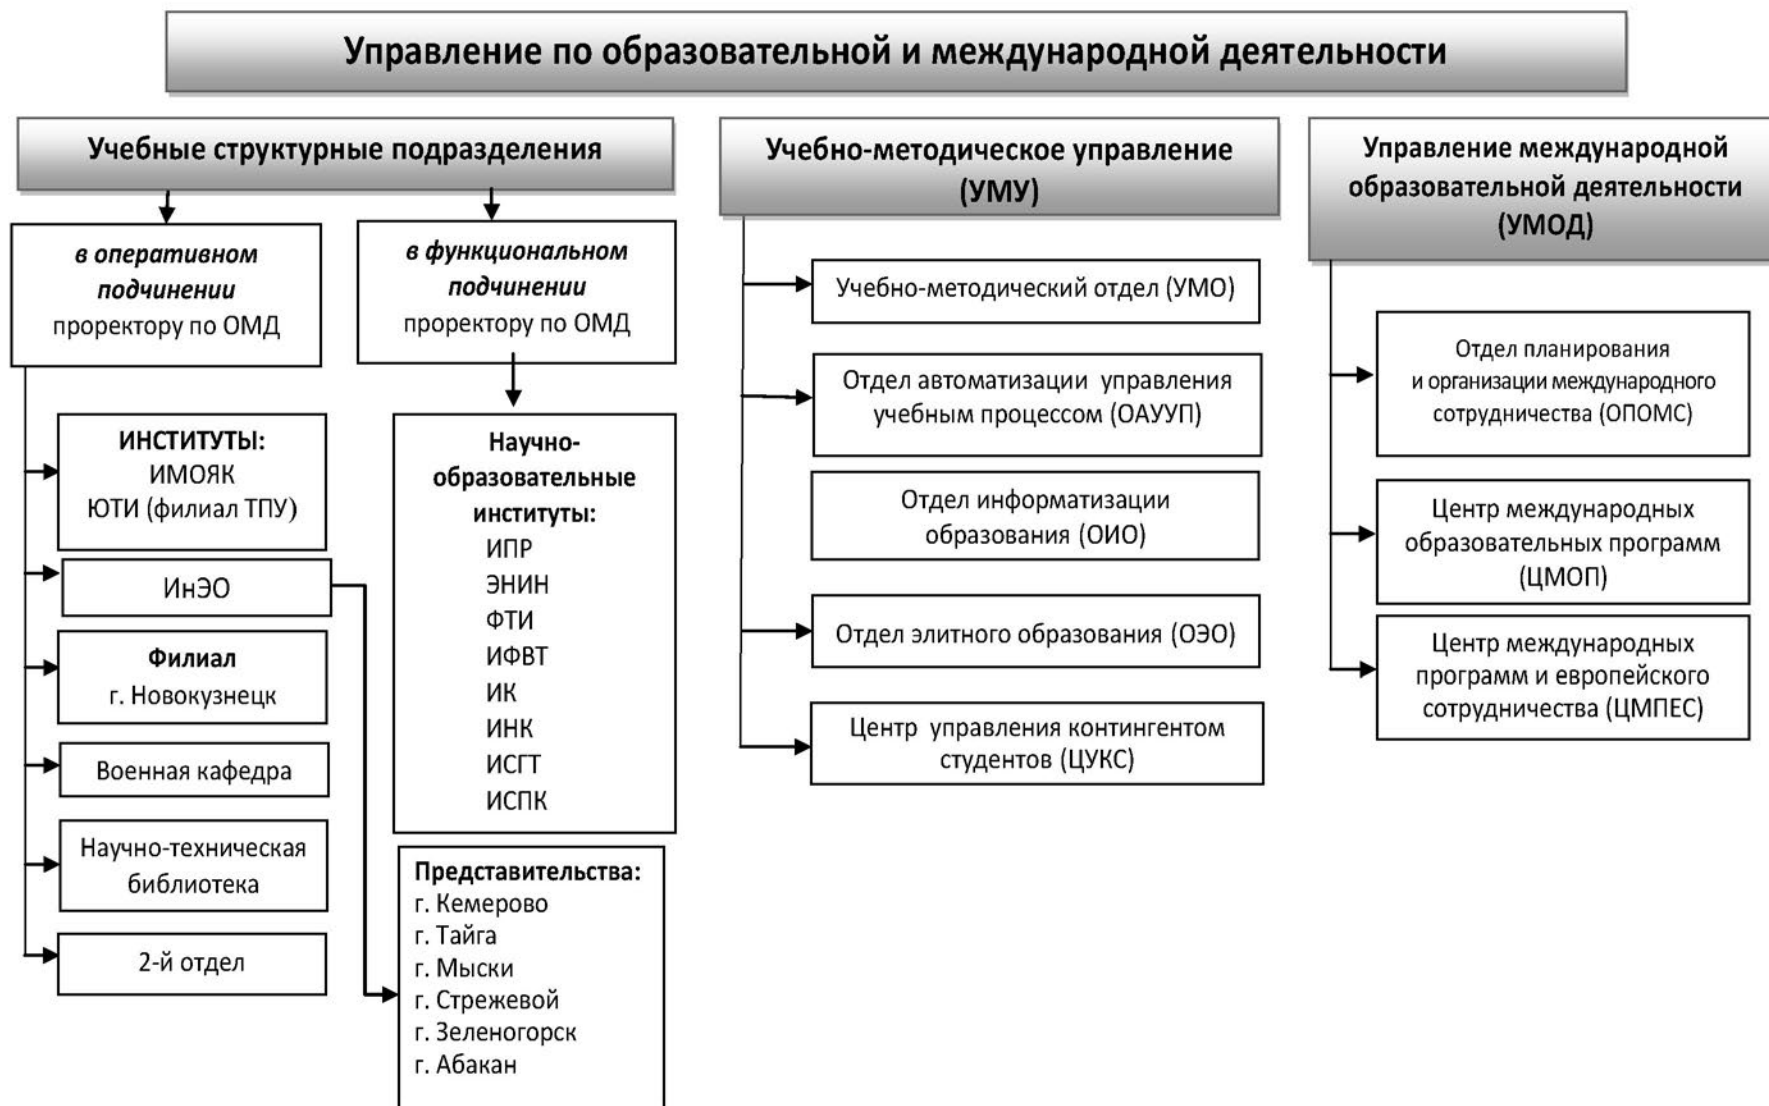 Управление по образовательной и международной деятельности
Учебные структурные подразделения
в оперативном
подчинении
проректору по ОМД
в функциональном
подчинении
проректору по ОМД
ИНСТИТУТЫ:
ИМОЯК
ЮТИ (филиал ТПУ)
ИнЭО
Филиал
г. Новокузнецк
Военная кафедра
Научно-техническая
библиотека
2-й отдел
Научно-
образовательные
институты:
ИПР
ЭНИН
ФТИ
ИФВТ
ИК
ИНК
ИСГТ
ИСПК
Представительства:
г. Кемерово
г. Тайга
г. Мыски
г. Стрежевой
г. Зеленогорск
г. Абакан
Учебно-методическое управление
(УМУ)
Учебно-методический отдел (УМО)
Отдел автоматизации управления
учебным процессом (ОАУУП)
Отдел информатизации
образования (ОИО)
Отдел элитного образования (ОЭО)
Центр управления контингентом
студентов (ЦУКС)
Управление международной
образовательной деятельности
(УМОД)
Отдел планирования
и организации международного
сотрудничества (ОПОМС)
Центр международных
образовательных программ
(ЦМОП)
Центр международных
программ и европейского
сотрудничества (ЦМПЕС)